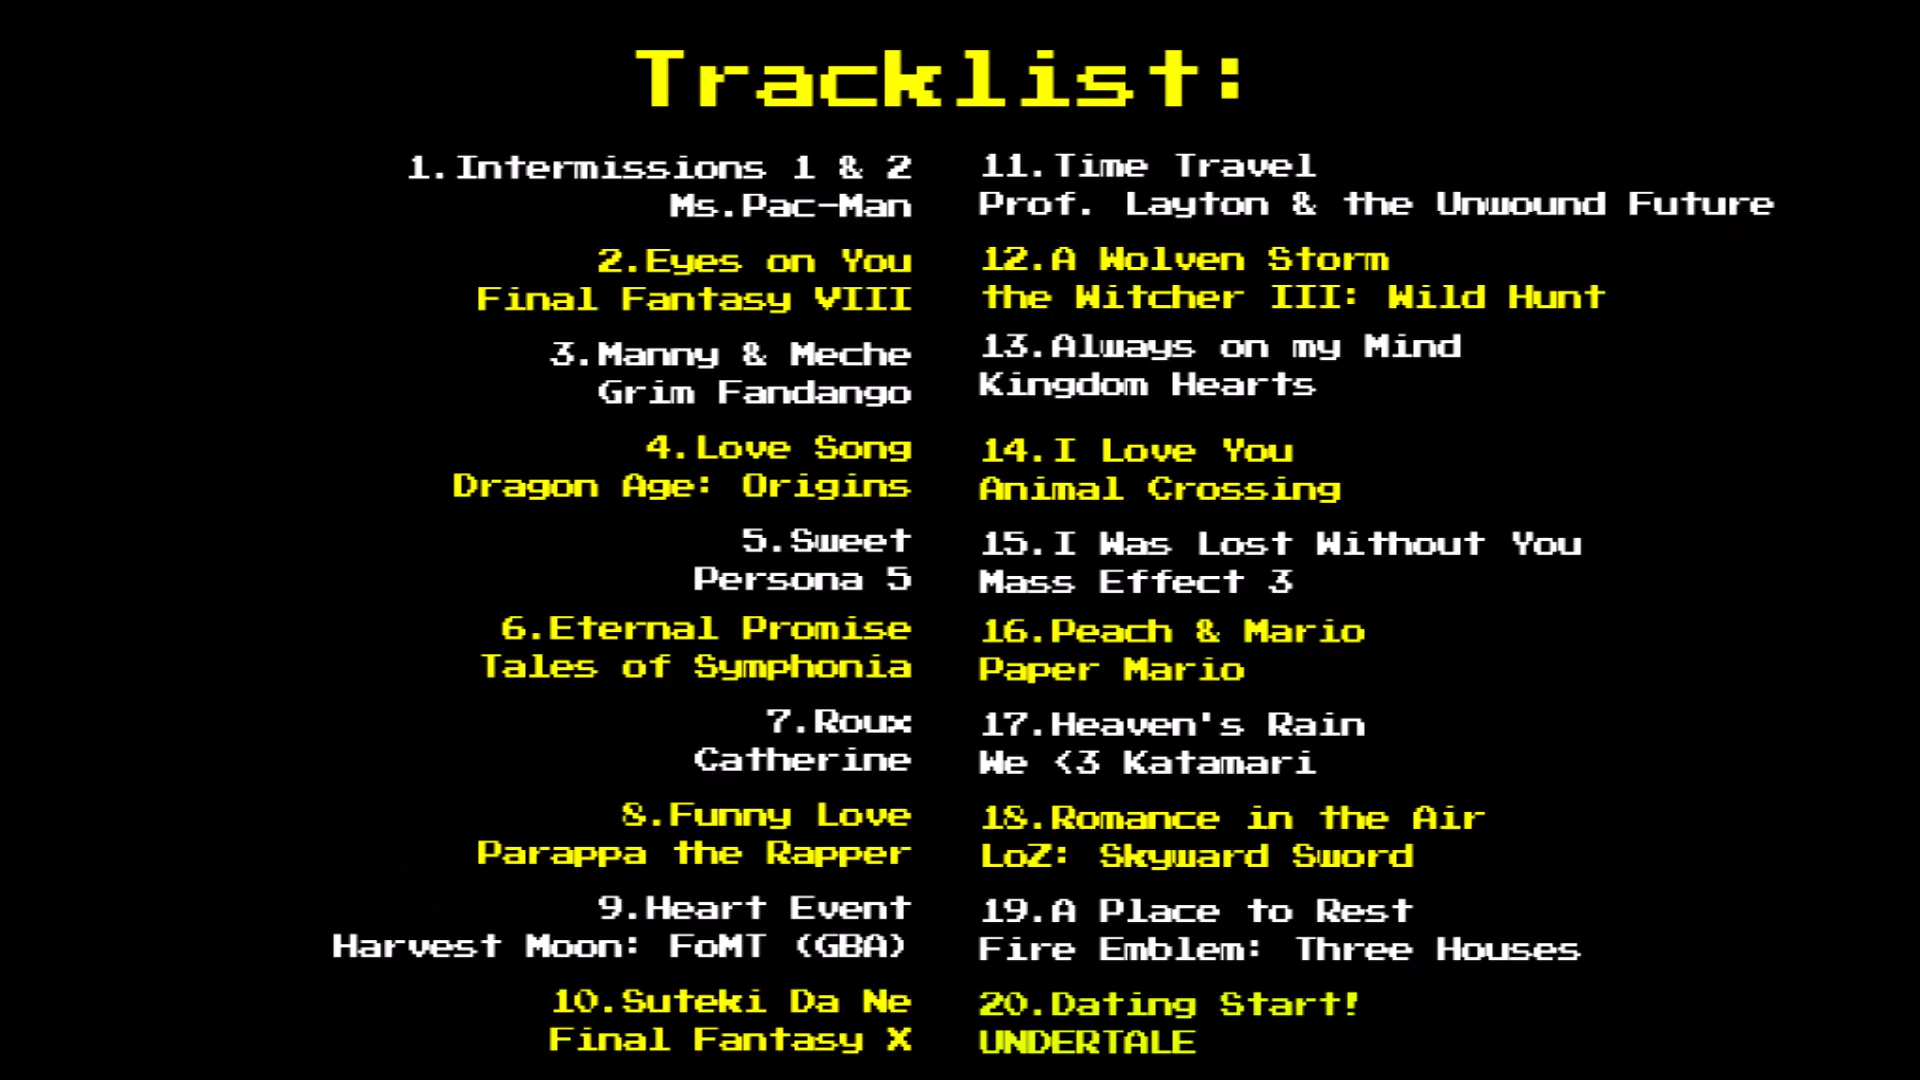 Tracklist:
1.Intermissions 1 & 2
Ms.Pac-Man
2.Eyes on You
Final Fantasy VIII
3.Manny & Meche
Grim Fandango
4.Love Song
Dragon Age: Origins
5.Sweet
Persona 5
6.Eternal Promise
Tales of Symphonia
7.Roux
Catherine
8.Funny Love
Parappa the Rapper
9.Heart Event
Harvest Moon: FoMT (GBA)
10.Suteki Da Ne
Final Fantasy X
11.Time Travel
Prof. Layton & the Unwound Future
12.A Wolven Storm
the Witcher III: Wild Hunt
13.Always on my Mind
Kingdom Hearts
14.I Love You
Animal Crossing
15.I Was Lost Without You
Mass Effect 3
16.Peach & Mario
Paper Mario
17.Heaven's Rain
We <3 Katamari
18.Romance in the Air
LoZ: Skyward Sword
19.A Place to Rest
Fire Emblem: Three Houses
20.Dating Start!
UNDERTALE